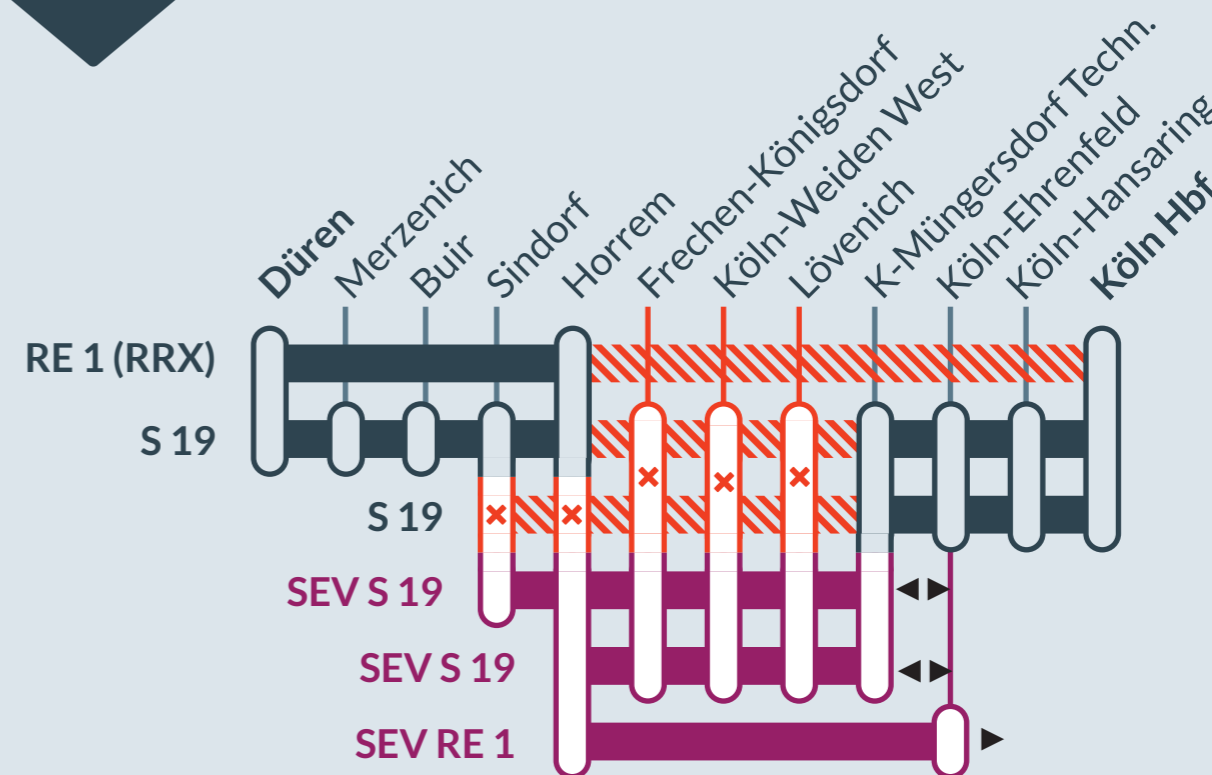 Düren
Merzenich
Buir
Sindorf
Horrem
Frechen-Königsdorf
Köln-Weiden West
Lövenich
K-Müngersdorf Techn.
Köln-Ehrenfeld
Köln-Hansaring
Köln Hbf
RE 1 (RRX)
S 19
S 19
SEV S 19
SEV S 19
SEV RE 1